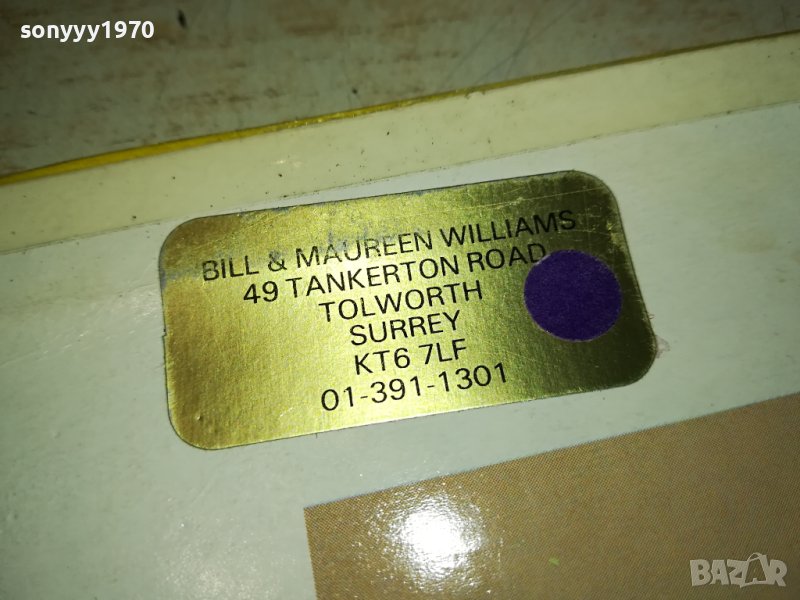 sonyyy1970
BILL & MAUREEN WILLIAMS
49 TANKERTON ROAD
TOLWORTH
SURREY
KT6 7LF
01-391-1301
BAZAR